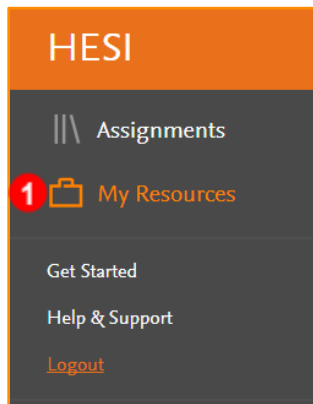 HESI
Assignments
1 My Resources
Get Started
Help & Support
Logout